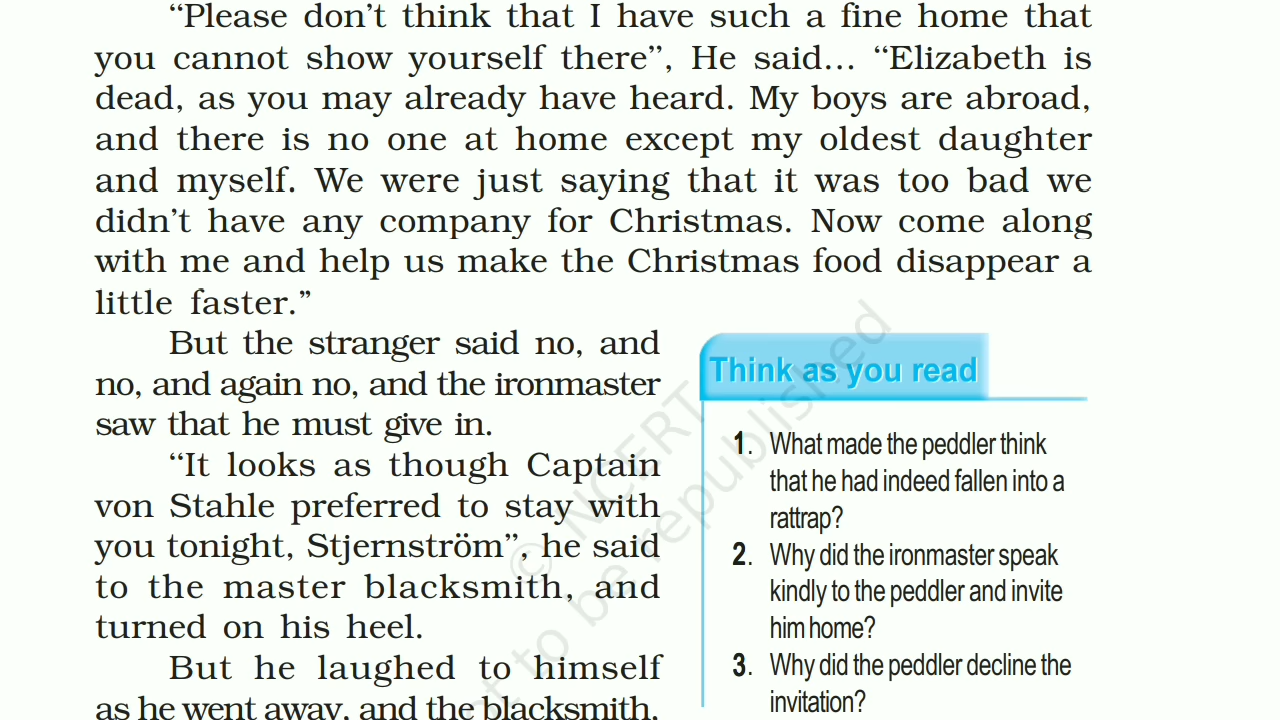 “Please don’t think that I have such a fine home that
you cannot show yourself there”, He said... “Elizabeth is
dead, as you may already have heard. My boys are abroad,
and there is no one at home except my oldest daughter
and myself. We were just saying that it was too bad we
didn’t have any company for Christmas. Now come along
with me and help us make the Christmas food disappear a
little faster.”
But the stranger said no, and
no, and again no, and the ironmaster
saw that he must give in.
“It looks as though Captain
von Stahle preferred to stay with
you tonight, Stjernström”, he said
to the master blacksmith, and
turned on his heel.
But he laughed to himself
as he went away, and the blacksmith,
Think as you read
1. What made the peddler think
that he had indeed fallen into a
rattrap?
2. Why did the ironmaster speak
kindly to the peddler and invite
him home?
3. Why did the peddler decline the
invitation?
© NCERT
to be republished